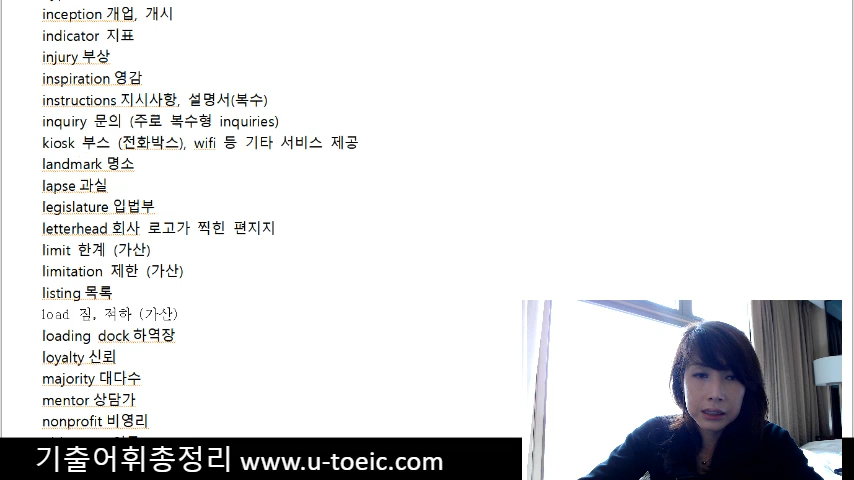 inception 개업, 개시
indicator 지표
injury 부상
inspiration 영감
instructions 지시사항, 설명서(복수)
inquiry 문의 (주로 복수형 inquiries)
kiosk 부스 (전화박스), wifi 등 기타 서비스 제공
landmark 명소
lapse 과실
legislature 입법부
letterhead 회사 로고가 찍힌 편지지
limit 한계 (가산)
limitation 제한 (가산)
listing 목록
load 짐, 적하 (가산)
loading dock 하역장
loyalty 신뢰
majority 대다수
mentor 상담가
nonprofit 비영리
기출어휘총정리 www.u-toeic.com